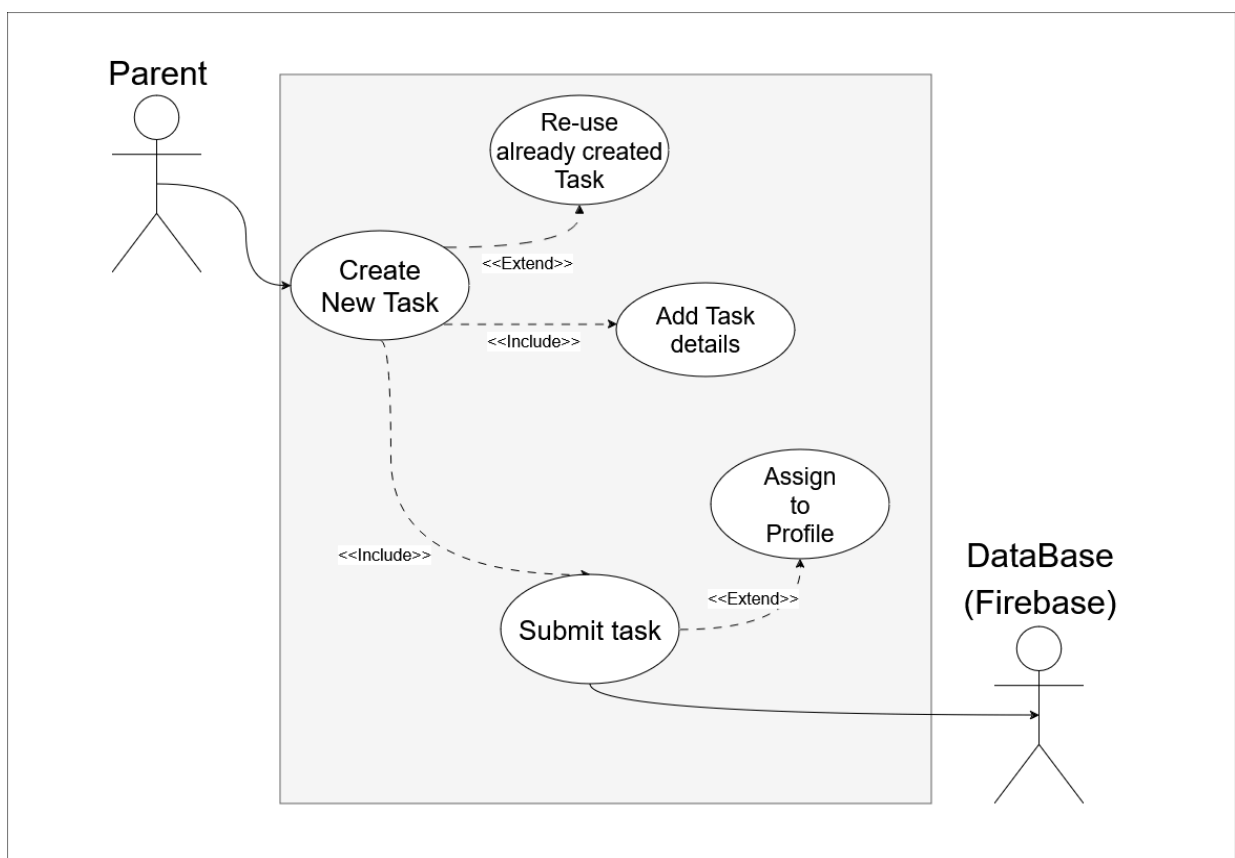 Parent
Re-use
already created
Task
<<Extend>>
Create
New Task
Add Task
details
<<Include>>
Assign
to
Profile
<<Include>>
<<Extend>>
Submit task
DataBase
(Firebase)